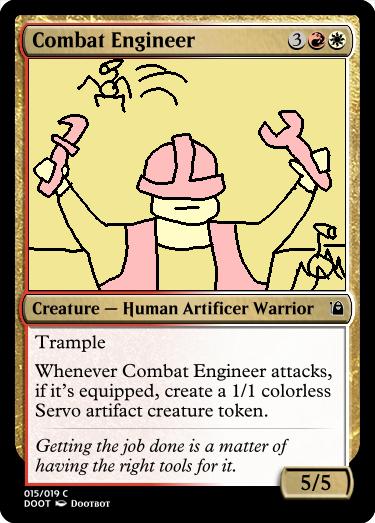 Combat Engineer 3
Creature — Human Artificer Warrior
Trample
Whenever Combat Engineer attacks,
if it's equipped, create a 1/1 colorless
Servo artifact creature token.
Getting the job done is a matter of
having the right tools for it.
5/5
015/019 C
DOOT DOOTBOT